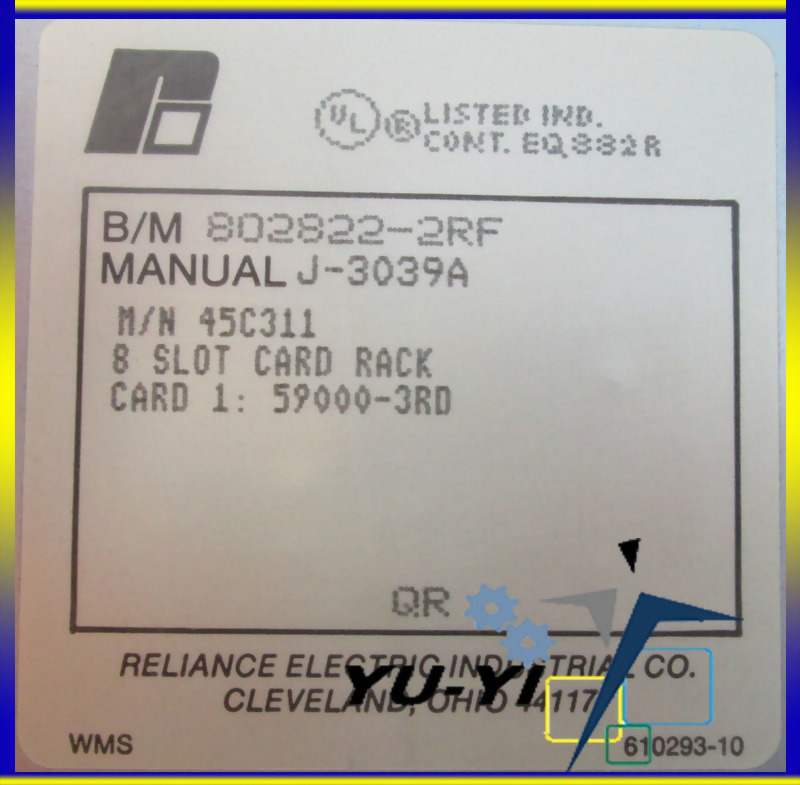 UL ® LISTED IND.
CONT. EQ 882R
B/M 802822-2RF
MANUAL J-3039A
M/N 45C311
8 SLOT CARD RACK
CARD 1: 59000-3RD
QR
RELIANCE ELECTRIC INDUSTRIAL CO.
YU-YI
CLEVELAND, OHIO 44117
WMS
610293-10